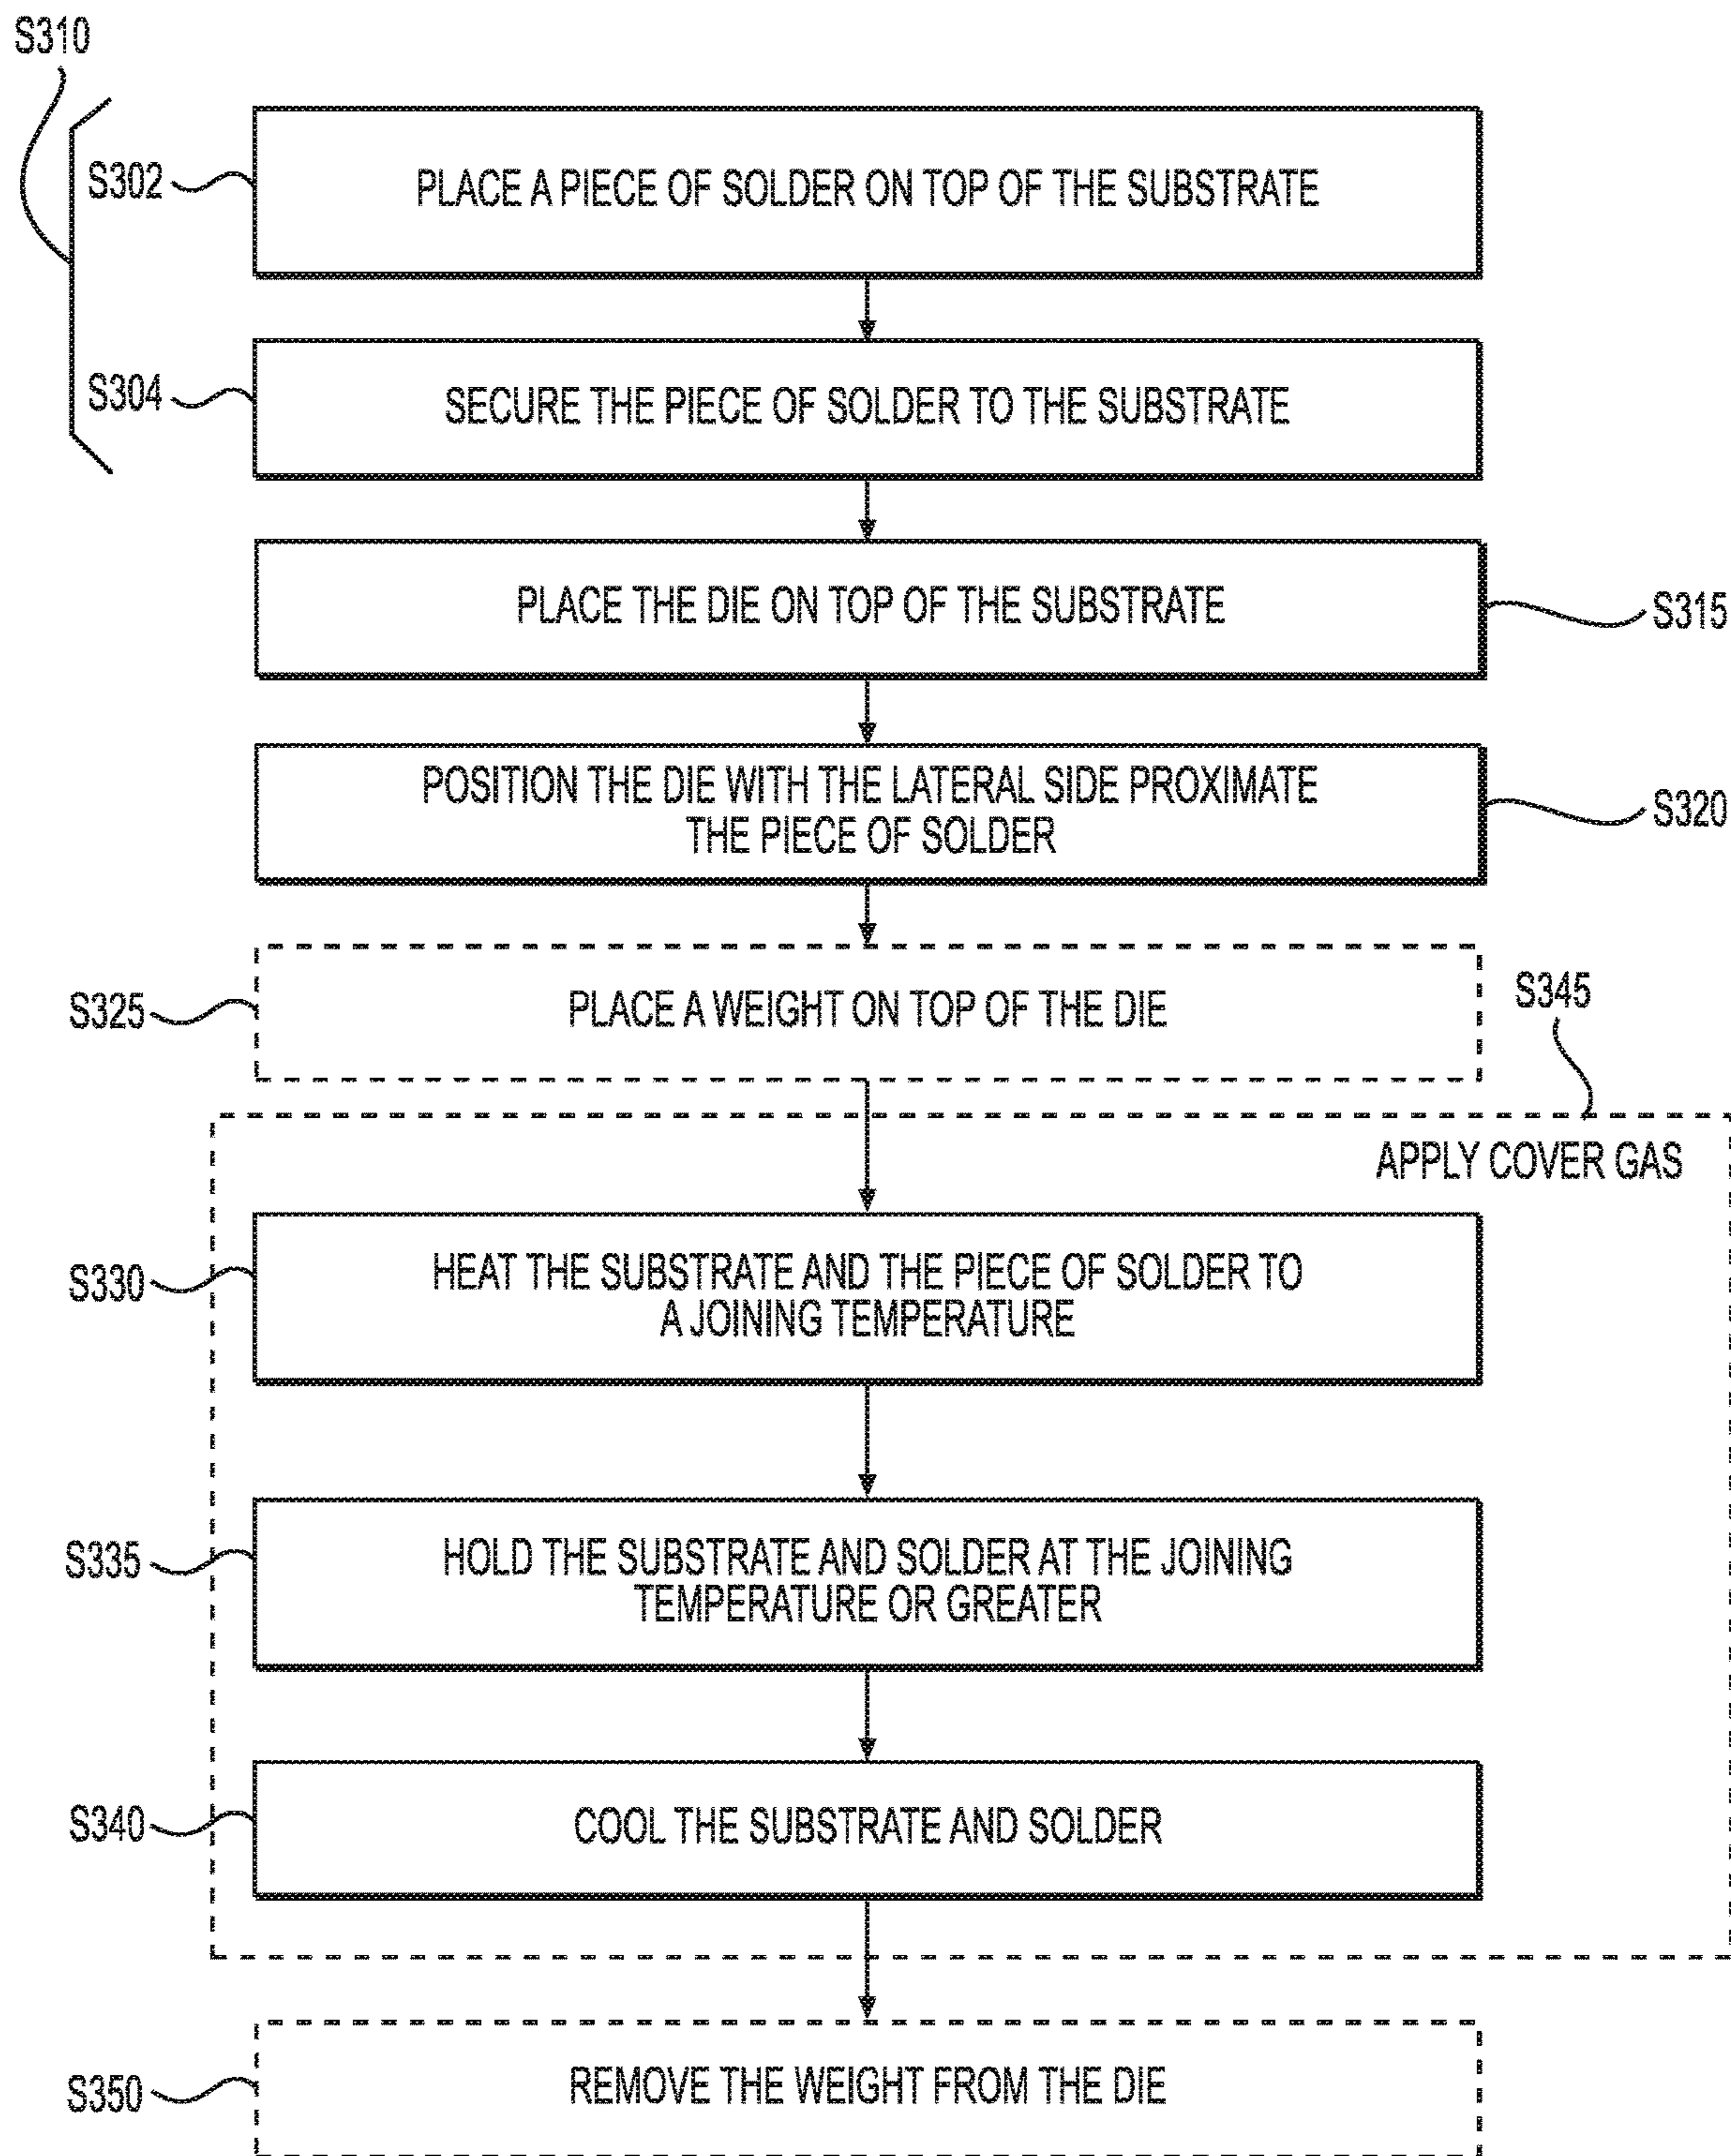 S310
S302
PLACE A PIECE OF SOLDER ON TOP OF THE SUBSTRATE
S304
SECURE THE PIECE OF SOLDER TO THE SUBSTRATE
PLACE THE DIE ON TOP OF THE SUBSTRATE
S315
POSITION THE DIE WITH THE LATERAL SIDE PROXIMATE
THE PIECE OF SOLDER
S320
S325
PLACE A WEIGHT ON TOP OF THE DIE
S345
APPLY COVER GAS
S330
HEAT THE SUBSTRATE AND THE PIECE OF SOLDER TO
A JOINING TEMPERATURE
S335
HOLD THE SUBSTRATE AND SOLDER AT THE JOINING
TEMPERATURE OR GREATER
S340
COOL THE SUBSTRATE AND SOLDER
S350
REMOVE THE WEIGHT FROM THE DIE